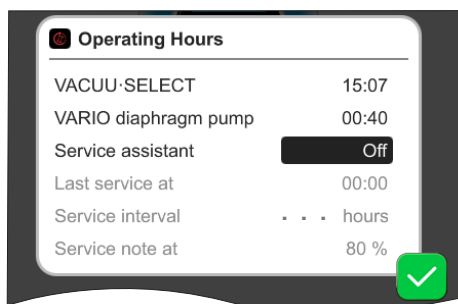 Operating Hours
VACUU·SELECT 15:07
VARIO diaphragm pump 00:40
Service assistant Off
Last service at 00:00
Service interval . . . hours
Service note at 80 %